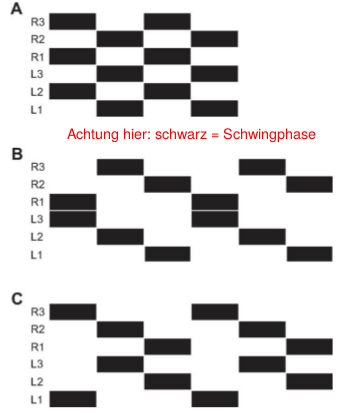 A
R3
R2
R1
L3
L2
L1
Achtung hier: schwarz = Schwingphase
B
R3
R2
R1
L3
L2
L1
C
R3
R2
R1
L3
L2
L1